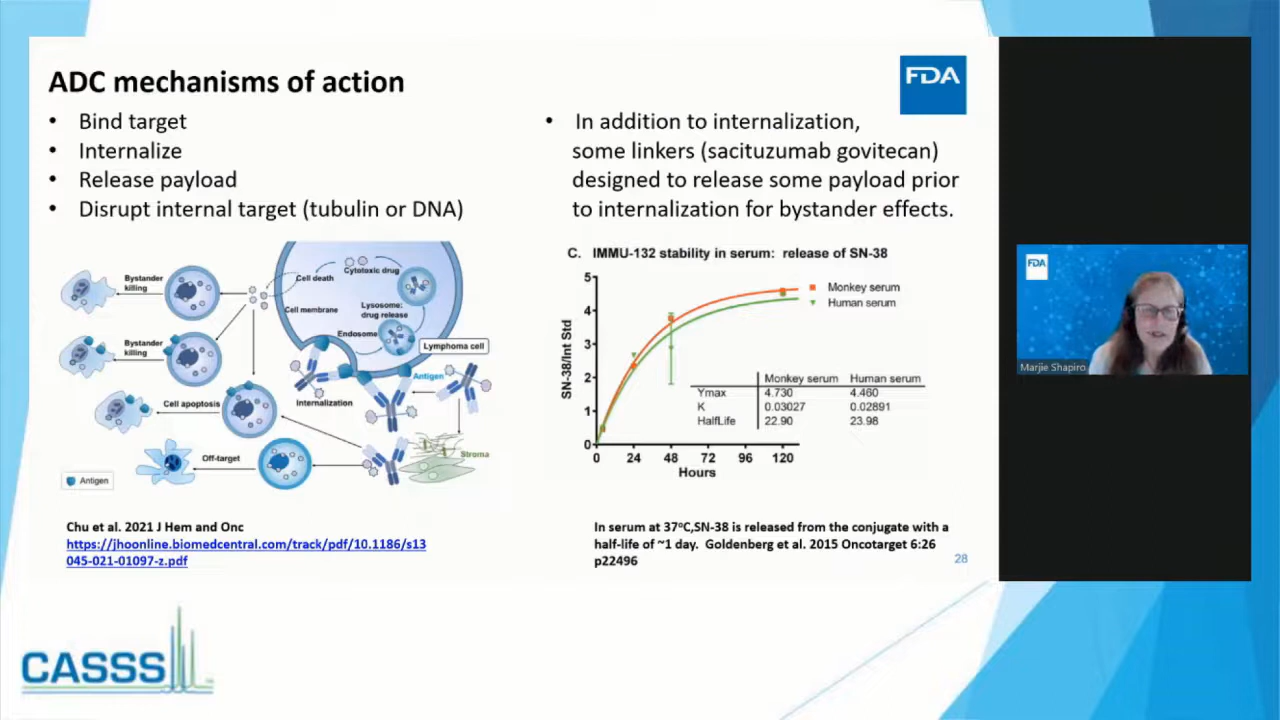 ADC mechanisms of action
FDA
• Bind target
• Internalize
• Release payload
• Disrupt internal target (tubulin or DNA)
• In addition to internalization,
some linkers (sacituzumab govitecan)
designed to release some payload prior
to internalization for bystander effects.
Bystander
killing
Cytotoxic drug
Cell death
Lysosome:
drug release
Cell membrane
Endosome
Lymphoma cell
Bystander
killing
Antigen
Internalization
Cell apoptosis
Stroma
Off-target
Antigen
Chu et al. 2021 J Hem and Onc
https://jhoonline.biomedcentral.com/track/pdf/10.1186/s13
045-021-01097-z.pdf
C. IMMU-132 stability in serum: release of SN-38
SN-38/Int Std
5
4
3
2
1
0
0 24 48 72 96 120
Hours
Monkey serum
Human serum
Monkey serum Human serum
Ymax 4.730 4.460
K 0.03027 0.02891
HalfLife 22.90 23.98
In serum at 37°C,SN-38 is released from the conjugate with a
half-life of ~1 day. Goldenberg et al. 2015 Oncotarget 6:26
p22496
28
FDA
Marjie Shapiro
CASSS